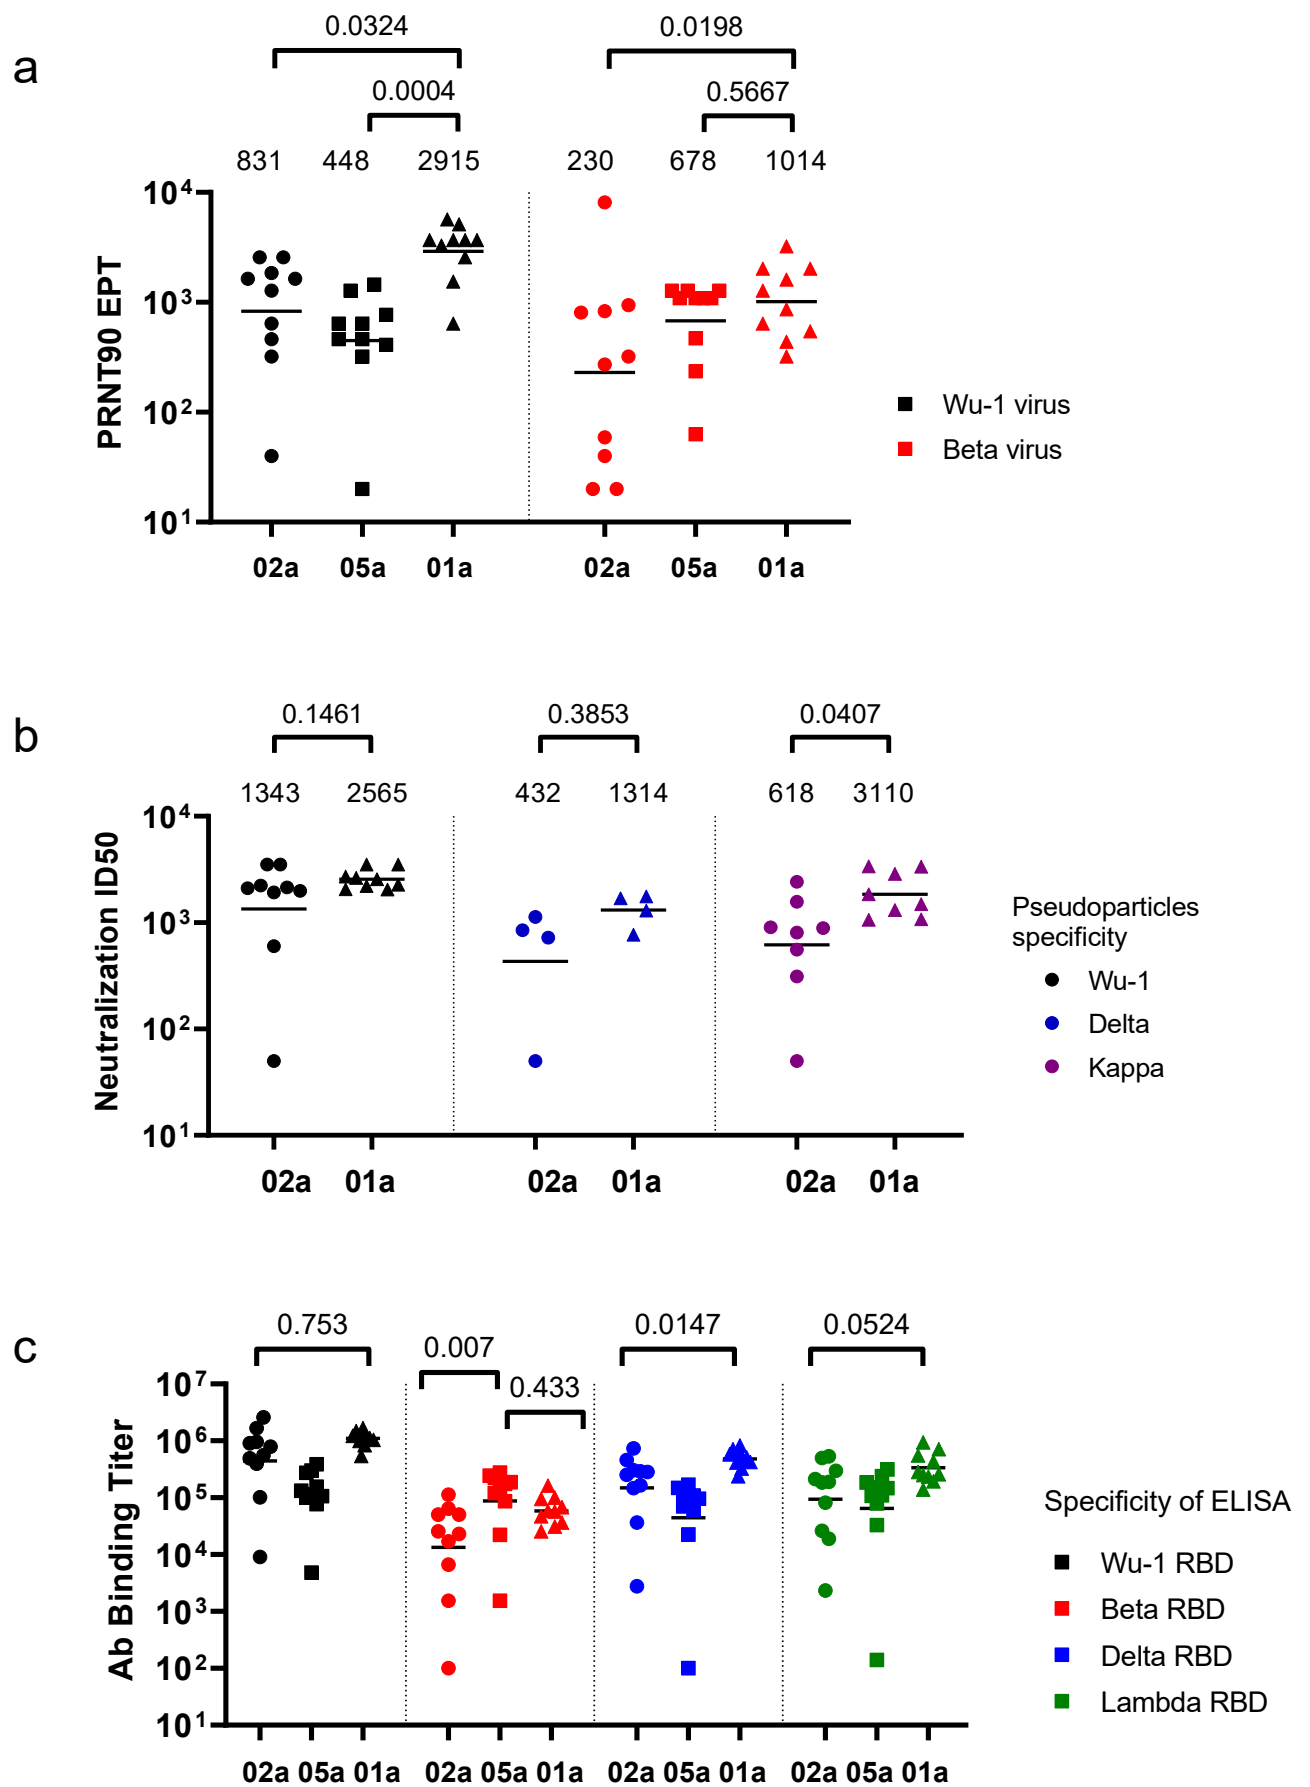 a
0.0324
0.0198
0.0004
0.5667
831 448 2915 230 678 1014
PRNT90 EPT
10⁴
10³
10²
10¹
02a 05a 01a 02a 05a 01a
Wu-1 virus
Beta virus
b
0.1461 0.3853 0.0407
1343 2565 432 1314 618 3110
Neutralization ID50
10⁴
10³
10²
10¹
02a 01a 02a 01a 02a 01a
Pseudoparticles
specificity
Wu-1
Delta
Kappa
c
0.753 0.007 0.433 0.0147 0.0524
Ab Binding Titer
10⁷
10⁶
10⁵
10⁴
10³
10²
10¹
02a 05a 01a 02a 05a 01a 02a 05a 01a 02a 05a 01a
Specificity of ELISA
Wu-1 RBD
Beta RBD
Delta RBD
Lambda RBD